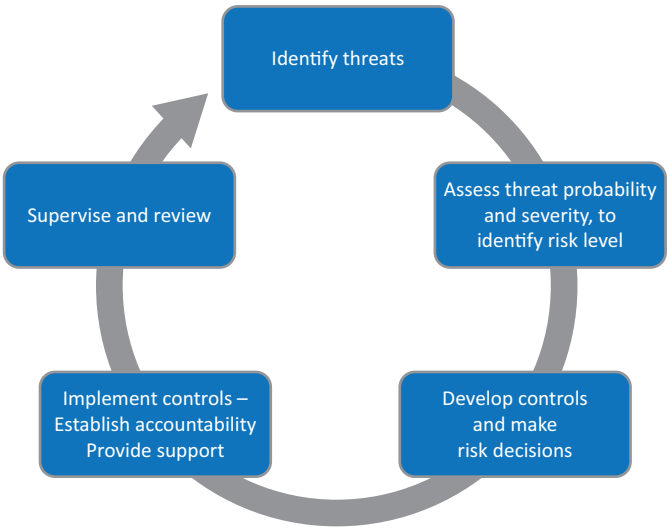 Identify threats
Assess threat probability
and severity, to
identify risk level
Develop controls
and make
risk decisions
Implement controls –
Establish accountability
Provide support
Supervise and review